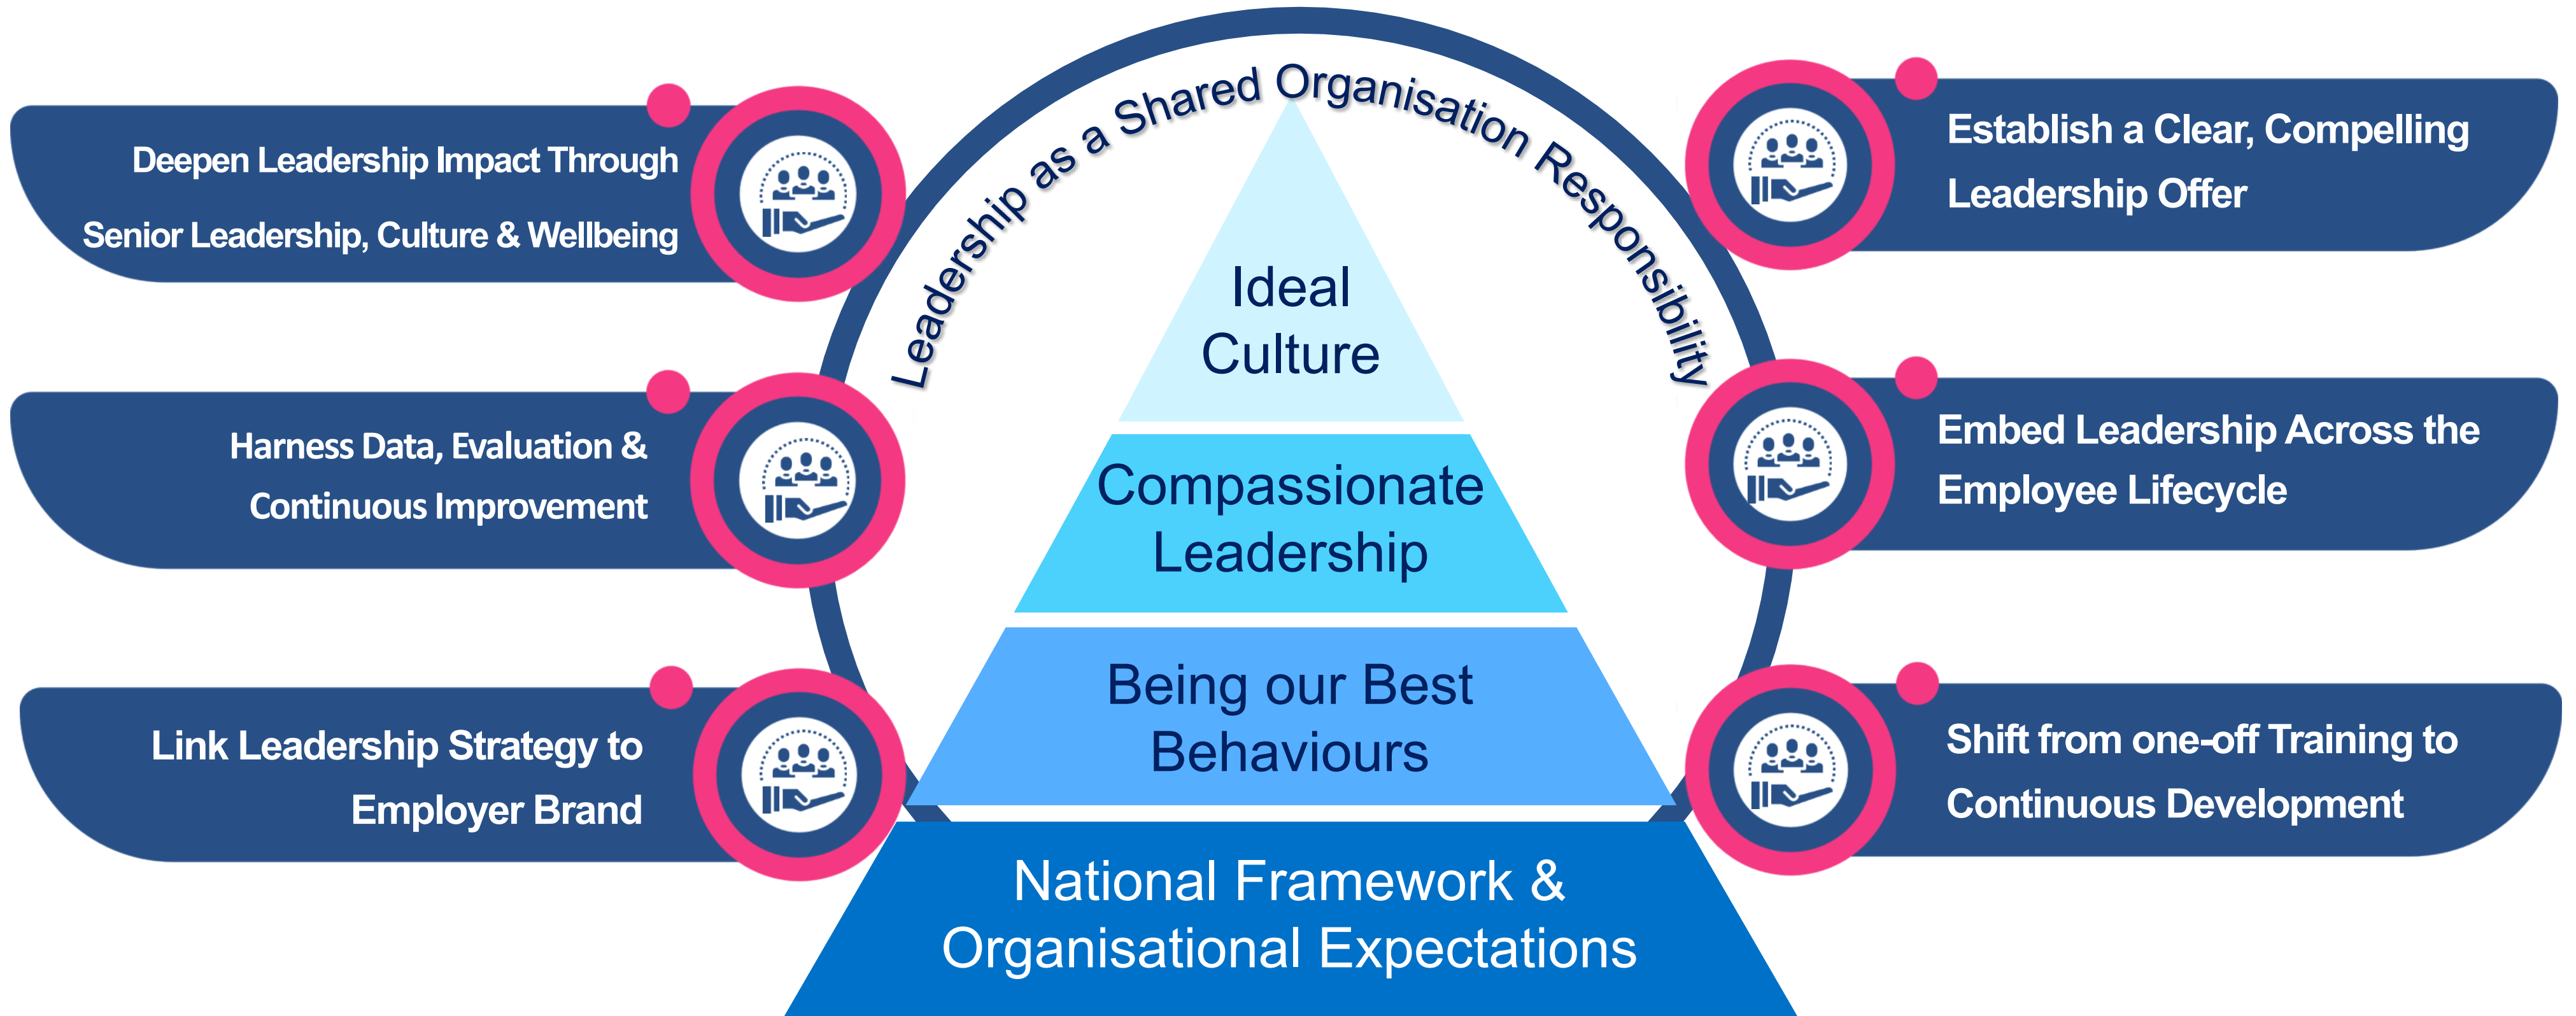 Leadership as a Shared Organisation Responsibility
Deepen Leadership Impact Through
Senior Leadership, Culture & Wellbeing
Harness Data, Evaluation &
Continuous Improvement
Link Leadership Strategy to
Employer Brand
Ideal
Culture
Compassionate
Leadership
Being our Best
Behaviours
National Framework &
Organisational Expectations
Establish a Clear, Compelling
Leadership Offer
Embed Leadership Across the
Employee Lifecycle
Shift from one-off Training to
Continuous Development